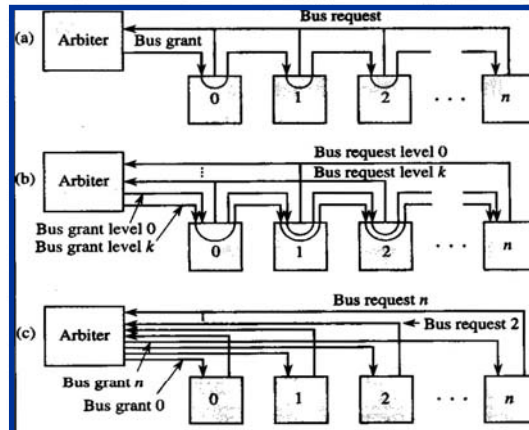 Bus request
(a)
Arbiter
Bus grant
0
1
2
. . .
n
Bus request level 0
Bus request level k
(b)
Arbiter
Bus grant level 0
Bus grant level k
0
1
2
. . .
n
Bus request n
(c)
Bus request 2
Arbiter
Bus grant n
Bus grant 0
0
1
2
. . .
n